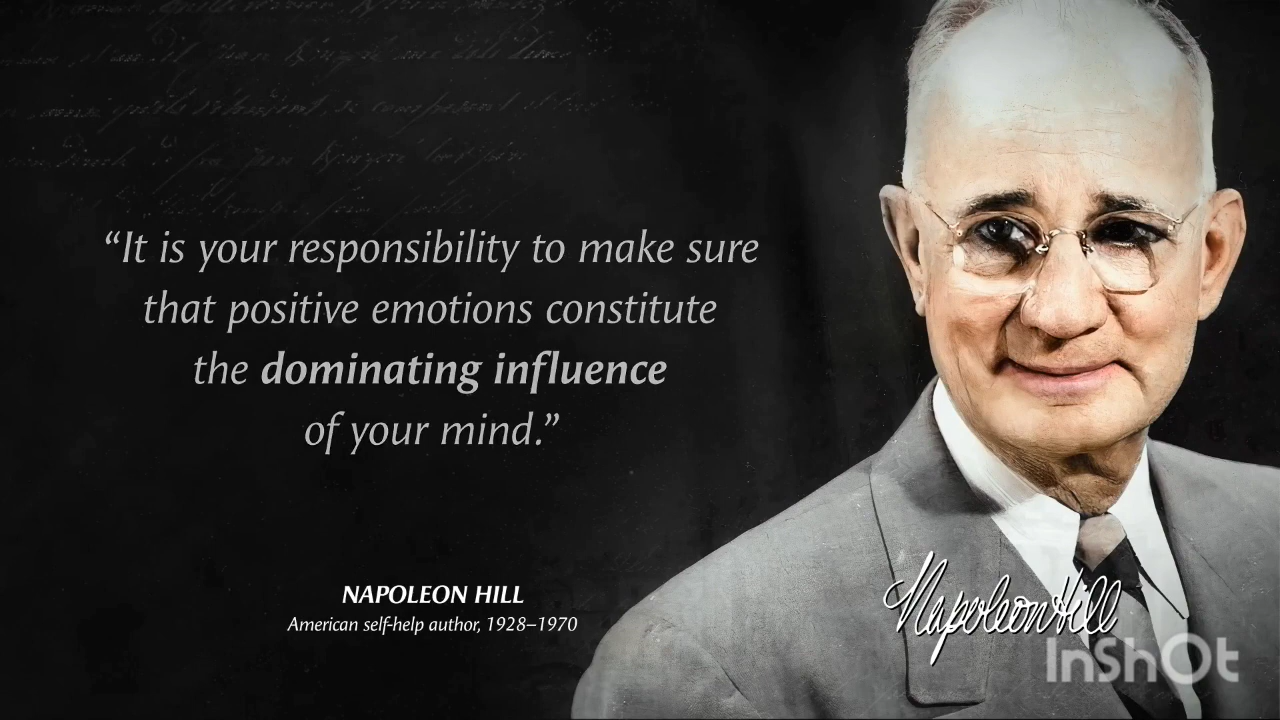 “It is your responsibility to make sure
that positive emotions constitute
the dominating influence
of your mind.”
NAPOLEON HILL
American self-help author, 1928–1970
Napoleon Hill
InShOt